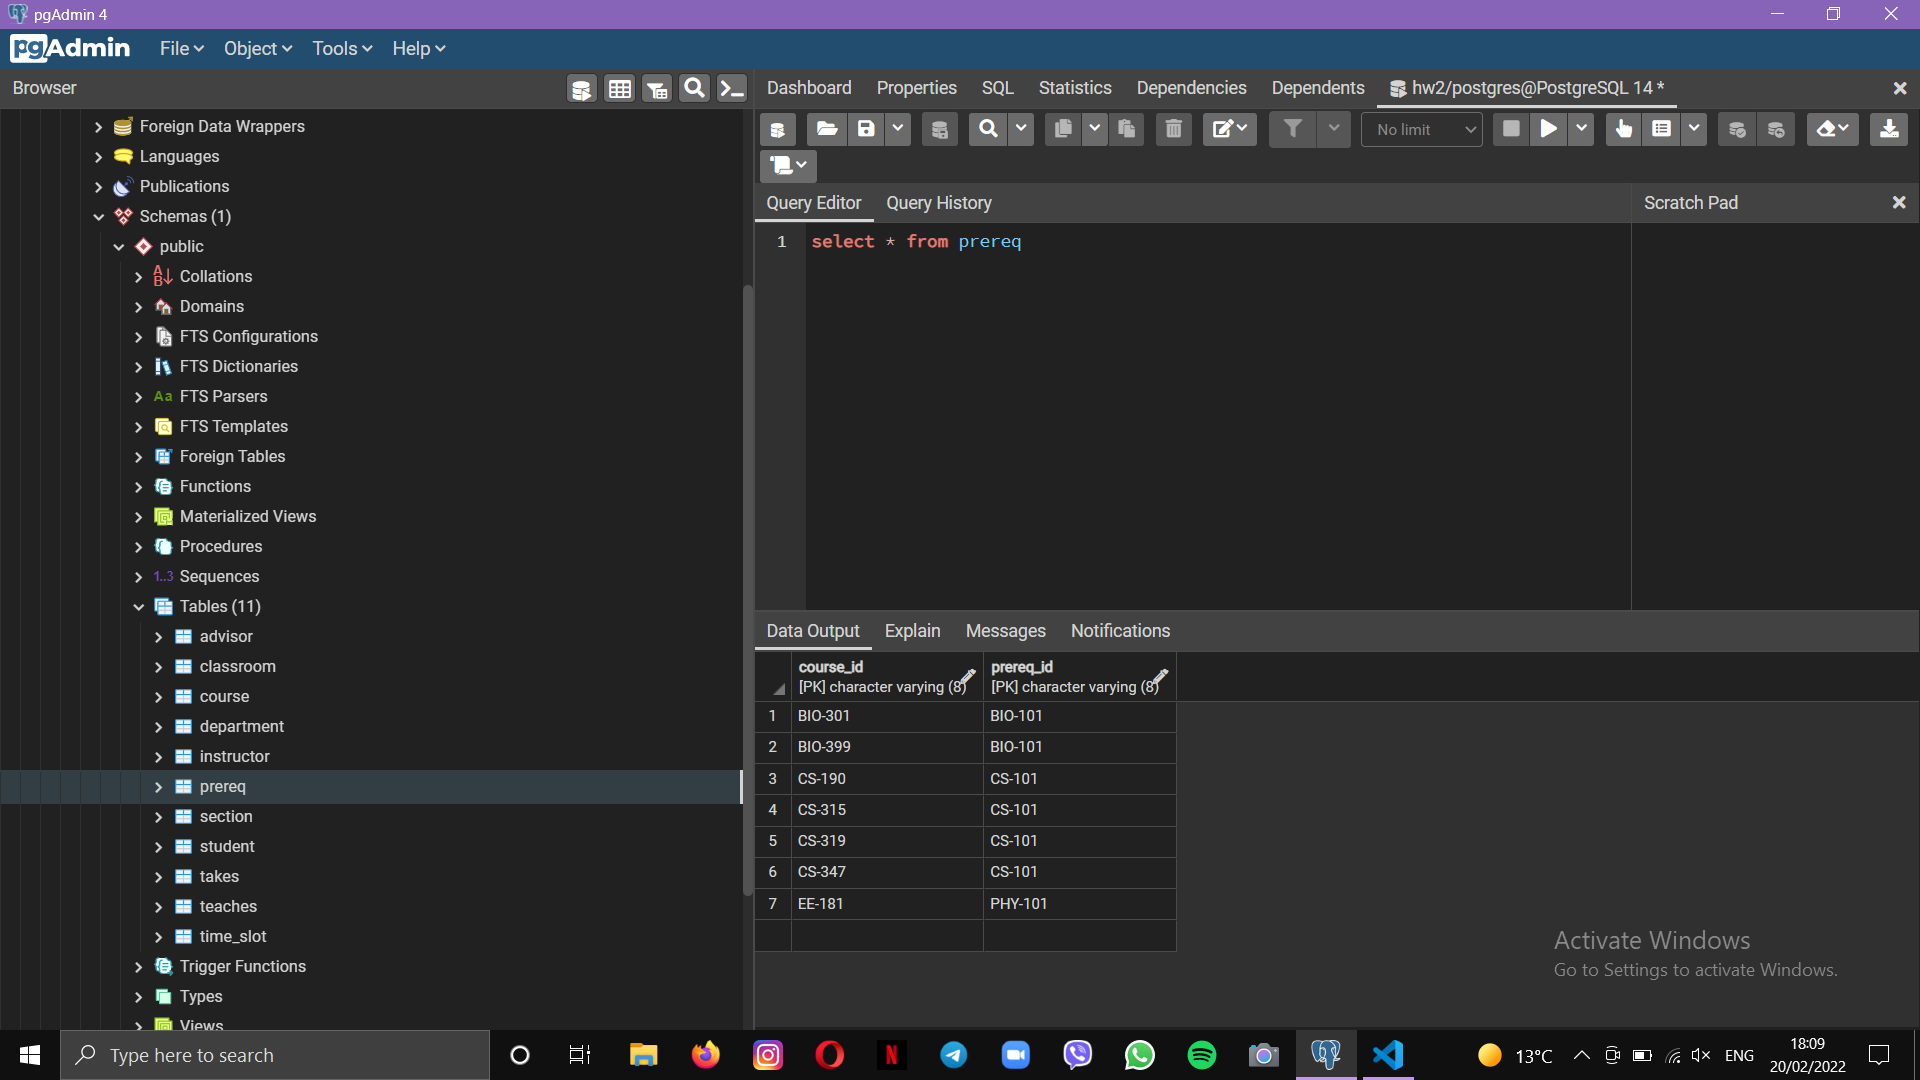 pgAdmin 4
pgAdmin File Object Tools Help
Browser
Dashboard Properties SQL Statistics Dependencies Dependents hw2/postgres@PostgreSQL 14 *
Foreign Data Wrappers
Languages
Publications
Schemas (1)
public
Collations
Domains
FTS Configurations
FTS Dictionaries
Aa FTS Parsers
FTS Templates
Foreign Tables
Functions
Materialized Views
Procedures
1..3 Sequences
Tables (11)
advisor
classroom
course
department
instructor
prereq
section
student
takes
teaches
time_slot
Trigger Functions
Types
Views
No limit
Query Editor Query History
Scratch Pad
1 select * from prereq
Data Output Explain Messages Notifications
course_id prereq_id
[PK] character varying (8) [PK] character varying (8)
1 BIO-301 BIO-101
2 BIO-399 BIO-101
3 CS-190 CS-101
4 CS-315 CS-101
5 CS-319 CS-101
6 CS-347 CS-101
7 EE-181 PHY-101
Activate Windows
Go to Settings to activate Windows.
Type here to search
N
13°C ENG
18:09
20/02/2022